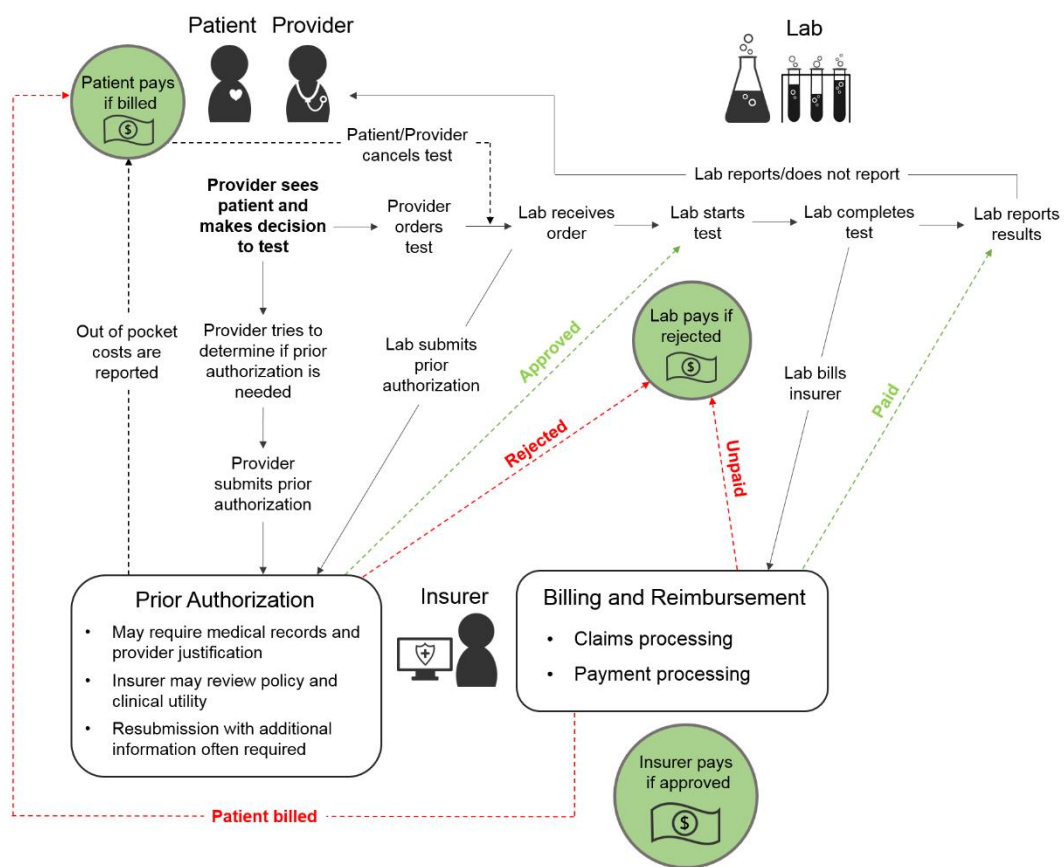 Patient
Provider
Lab
Patient pays
if billed
$
Patient/Provider
cancels test
Lab reports/does not report
Provider sees
patient and
makes decision
to test
Provider
orders
test
Lab receives
order
Lab starts
test
Lab completes
test
Lab reports
results
Out of pocket
costs are
reported
Provider tries to
determine if prior
authorization is
needed
Lab submits
prior
authorization
Approved
Lab pays if
rejected
$
Rejected
Unpaid
Lab bills
insurer
Paid
Provider
submits prior
authorization
Prior Authorization
• May require medical records and
provider justification
• Insurer may review policy and
clinical utility
• Resubmission with additional
information often required
Insurer
Billing and Reimbursement
• Claims processing
• Payment processing
Insurer pays
if approved
$
Patient billed